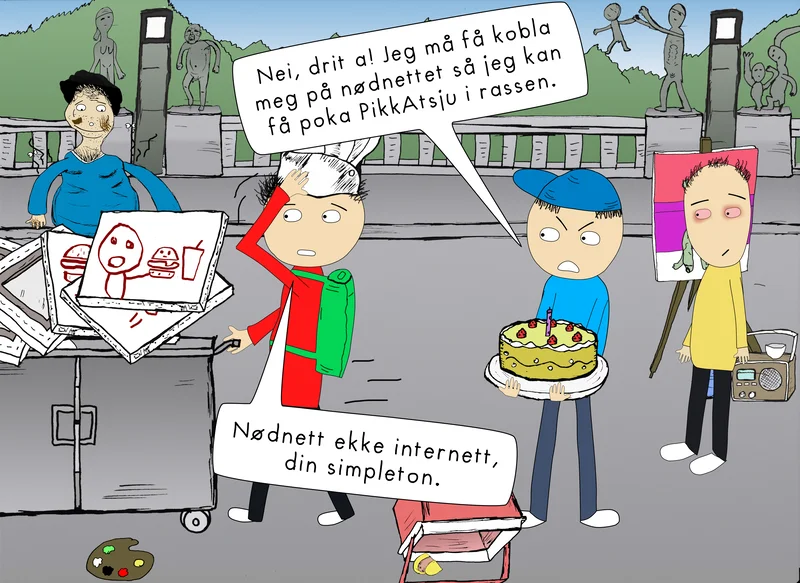 Nei, drit a! Jeg må få kobla
meg på nødnettet så jeg kan
få poka PikkAtsju i rassen.
Nødnett ekke internett,
din simpleton.